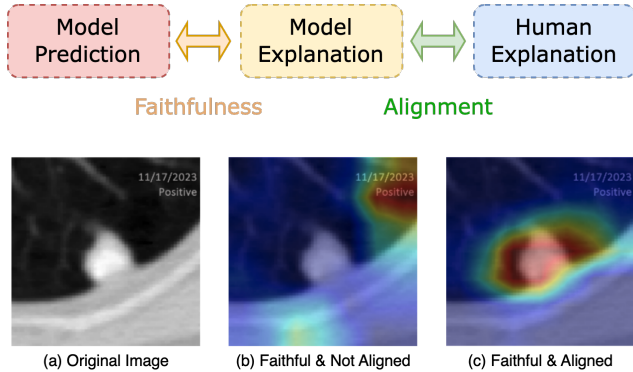 Model
Prediction
Model
Explanation
Human
Explanation
Faithfulness
Alignment
11/17/2023
Positive
11/17/2023
Positive
11/17/2023
Positive
(a) Original Image
(b) Faithful & Not Aligned
(c) Faithful & Aligned